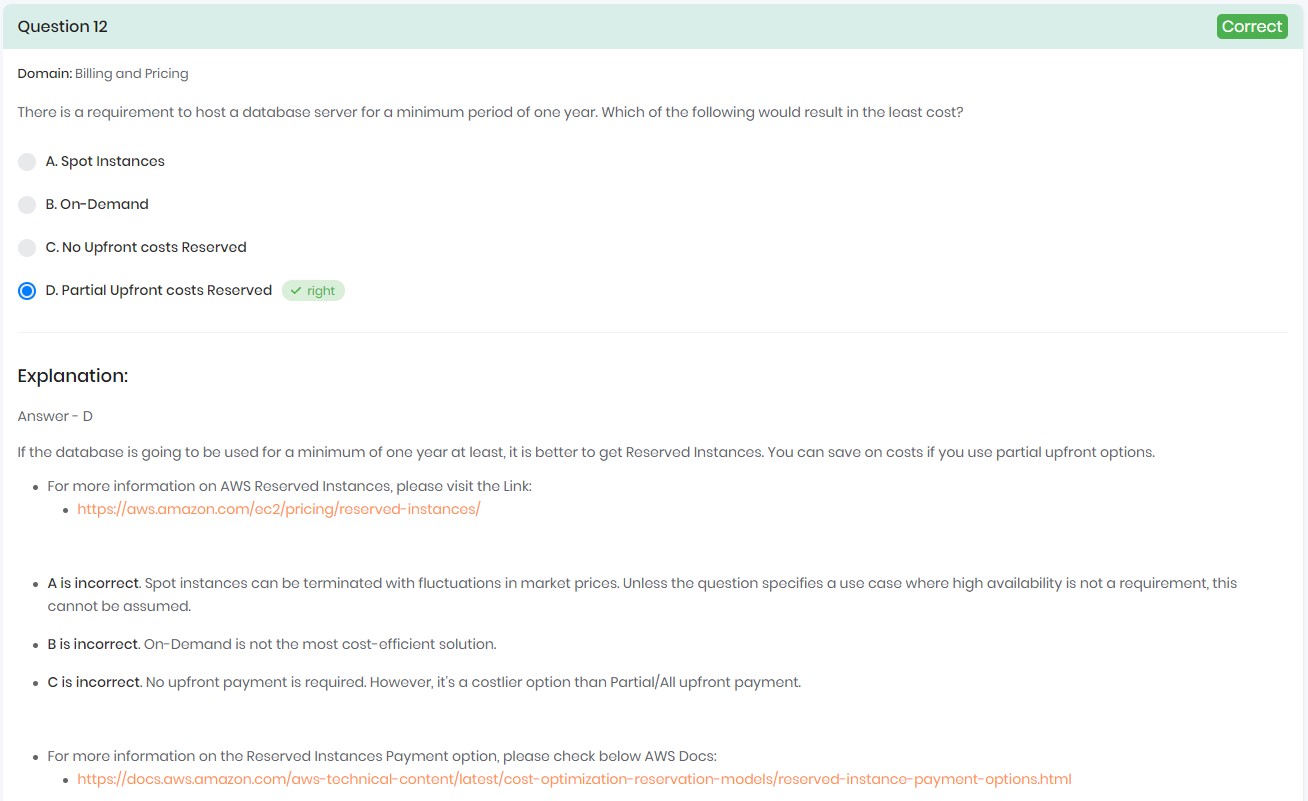 Question 12
Correct
Domain: Billing and Pricing
There is a requirement to host a database server for a minimum period of one year. Which of the following would result in the least cost?
A. Spot Instances
B. On-Demand
C. No Upfront costs Reserved
D. Partial Upfront costs Reserved
right
Explanation:
Answer - D
If the database is going to be used for a minimum of one year at least, it is better to get Reserved Instances. You can save on costs if you use partial upfront options.
For more information on AWS Reserved Instances, please visit the Link:
https://aws.amazon.com/ec2/pricing/reserved-instances/
A is incorrect. Spot instances can be terminated with fluctuations in market prices. Unless the question specifies a use case where high availability is not a requirement, this
cannot be assumed.
B is incorrect. On-Demand is not the most cost-efficient solution.
C is incorrect. No upfront payment is required. However, it's a costlier option than Partial/All upfront payment.
For more information on the Reserved Instances Payment option, please check below AWS Docs:
https://docs.aws.amazon.com/aws-technical-content/latest/cost-optimization-reservation-models/reserved-instance-payment-options.html